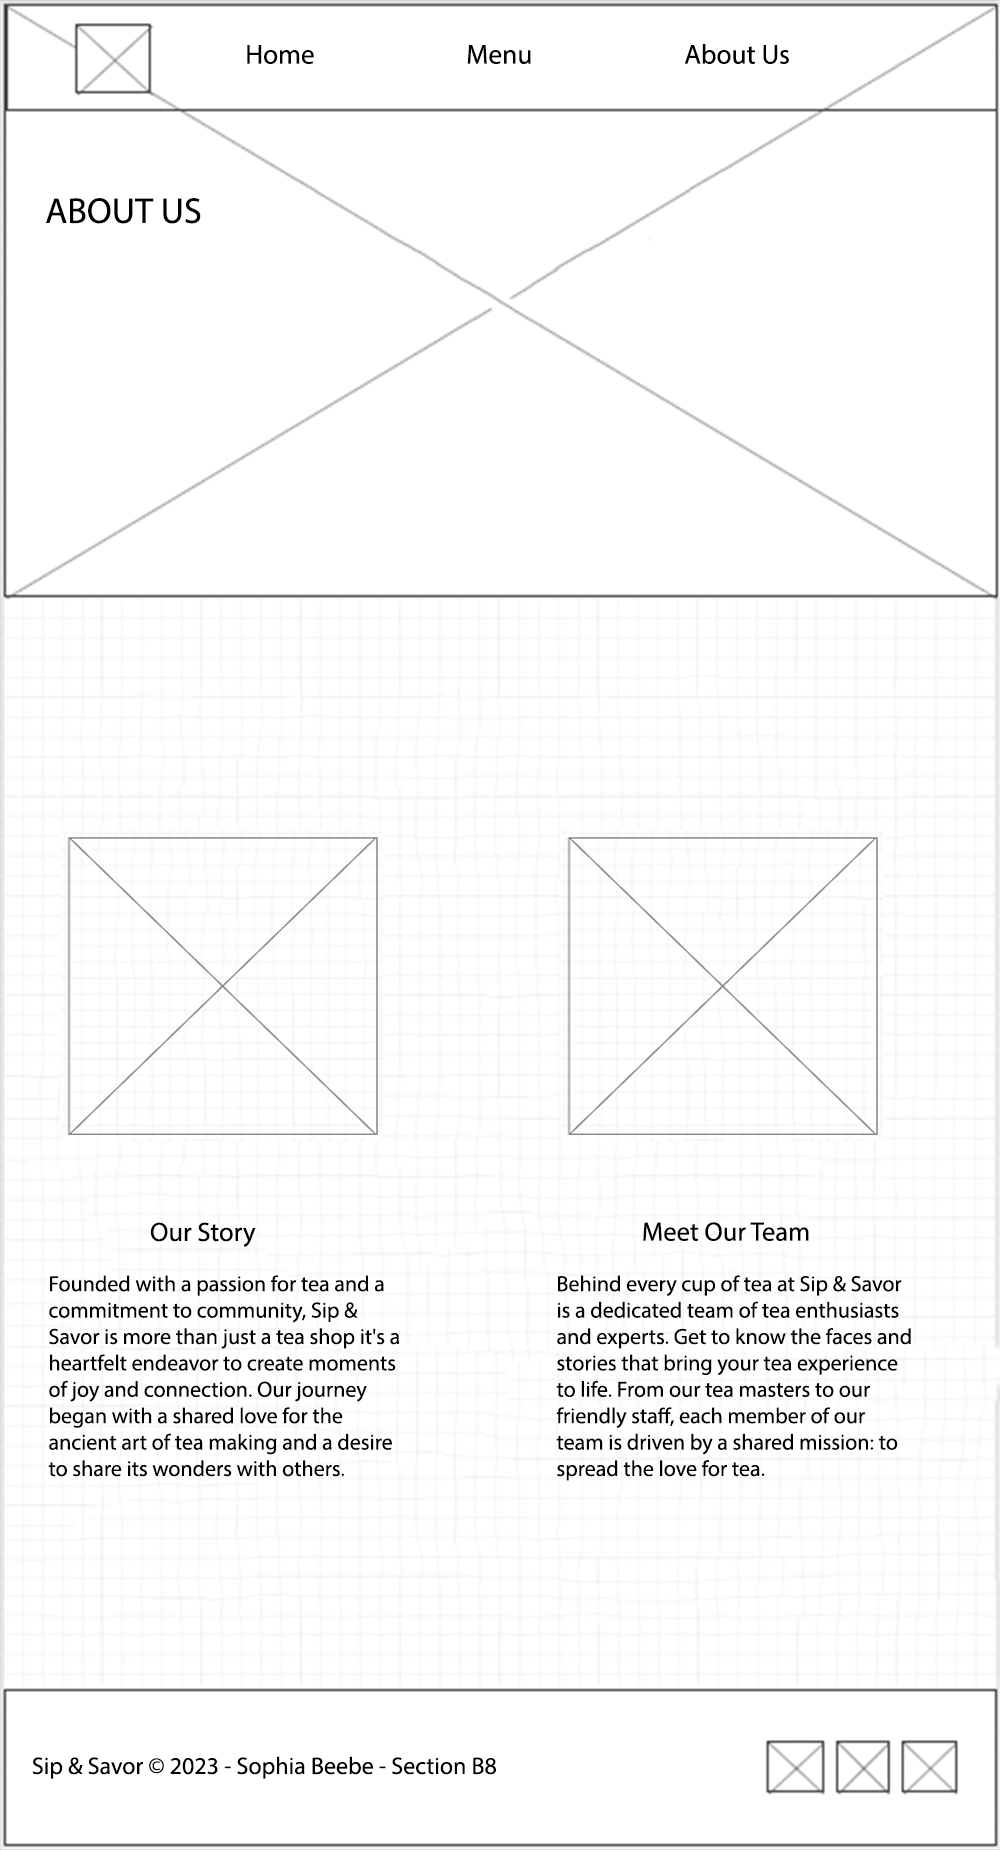 Home Menu About Us
ABOUT US
Our Story
Founded with a passion for tea and a
commitment to community, Sip &
Savor is more than just a tea shop it's a
heartfelt endeavor to create moments
of joy and connection. Our journey
began with a shared love for the
ancient art of tea making and a desire
to share its wonders with others.
Meet Our Team
Behind every cup of tea at Sip & Savor
is a dedicated team of tea enthusiasts
and experts. Get to know the faces and
stories that bring your tea experience
to life. From our tea masters to our
friendly staff, each member of our
team is driven by a shared mission: to
spread the love for tea.
Sip & Savor © 2023 - Sophia Beebe - Section B8